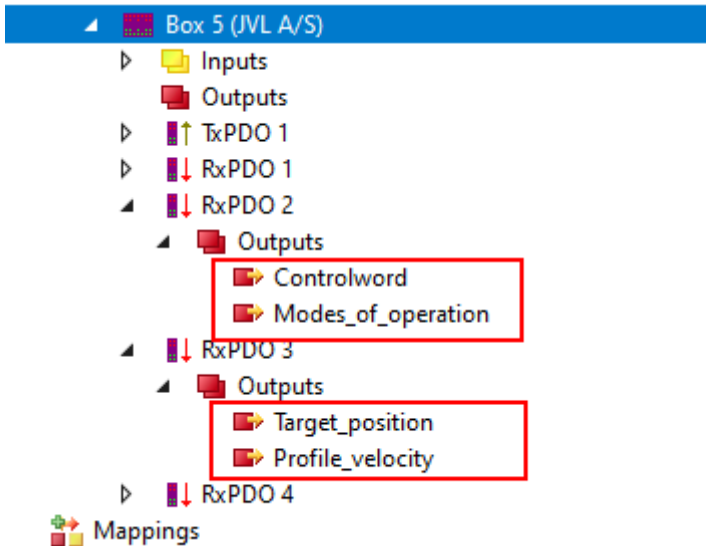 Box 5 (JVL A/S)
Inputs
Outputs
TxPDO 1
RxPDO 1
RxPDO 2
Outputs
Controlword
Modes_of_operation
RxPDO 3
Outputs
Target_position
Profile_velocity
RxPDO 4
Mappings